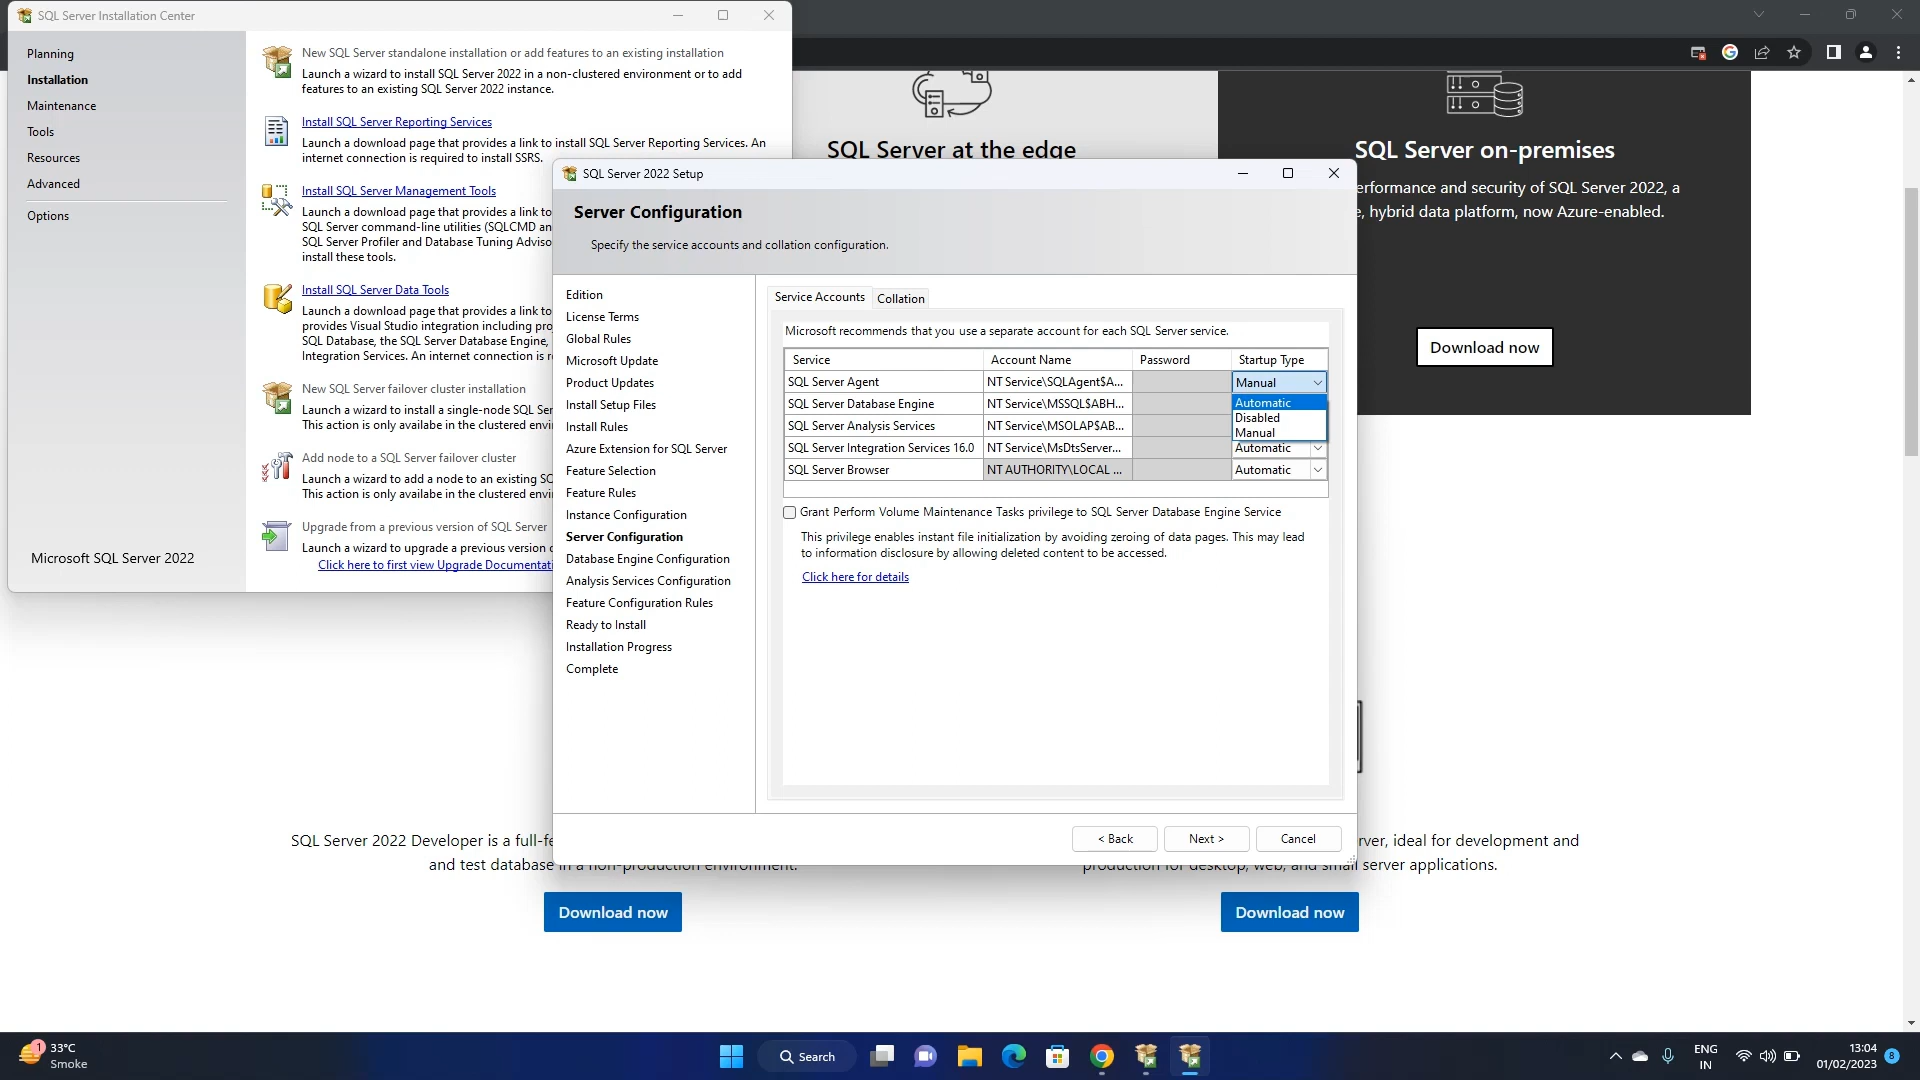 SQL Server Installation Center
Planning
Installation
Maintenance
Tools
Resources
Advanced
Options
Microsoft SQL Server 2022
New SQL Server standalone installation or add features to an existing installation
Launch a wizard to install SQL Server 2022 in a non-clustered environment or to add
features to an existing SQL Server 2022 instance.
Install SQL Server Reporting Services
Launch a download page that provides a link to install SQL Server Reporting Services. An
internet connection is required to install SSRS.
Install SQL Server Management Tools
Launch a download page that provides a link to
SQL Server command-line utilities (SQLCMD an
SQL Server Profiler and Database Tuning Adviso
install these tools.
Install SQL Server Data Tools
Launch a download page that provides a link to
provides Visual Studio integration including pro
SQL Database, the SQL Server Database Engine,
Integration Services. An internet connection is r
New SQL Server failover cluster installation
Launch a wizard to install a single-node SQL Ser
This action is only availabe in the clustered envi
Add node to a SQL Server failover cluster
Launch a wizard to add a node to an existing SQ
This action is only availabe in the clustered envi
Upgrade from a previous version of SQL Server
Launch a wizard to upgrade a previous version o
Click here to first view Upgrade Documentati
SQL Server at the edge
SQL Server on-premises
erformance and security of SQL Server 2022, a
e, hybrid data platform, now Azure-enabled.
Download now
SQL Server 2022 Setup
Server Configuration
Specify the service accounts and collation configuration.
Edition
License Terms
Global Rules
Microsoft Update
Product Updates
Install Setup Files
Install Rules
Azure Extension for SQL Server
Feature Selection
Feature Rules
Instance Configuration
Server Configuration
Database Engine Configuration
Analysis Services Configuration
Feature Configuration Rules
Ready to Install
Installation Progress
Complete
Service Accounts Collation
Microsoft recommends that you use a separate account for each SQL Server service.
Service Account Name Password Startup Type
SQL Server Agent NT Service\SQLAgent$A... Manual
SQL Server Database Engine NT Service\MSSQL$ABH... Automatic
SQL Server Analysis Services NT Service\MSOLAP$AB... Disabled
Manual
SQL Server Integration Services 16.0 NT Service\MsDtsServer... Automatic
SQL Server Browser NT AUTHORITY\LOCAL ... Automatic
Grant Perform Volume Maintenance Tasks privilege to SQL Server Database Engine Service
This privilege enables instant file initialization by avoiding zeroing of data pages. This may lead
to information disclosure by allowing deleted content to be accessed.
Click here for details
< Back Next > Cancel
SQL Server 2022 Developer is a full-fe
and test database in a non-production environment.
Download now
rver, ideal for development and
production for desktop, web, and small server applications.
Download now
1
33°C
Smoke
Search
ENG
IN
13:04
01/02/2023
8